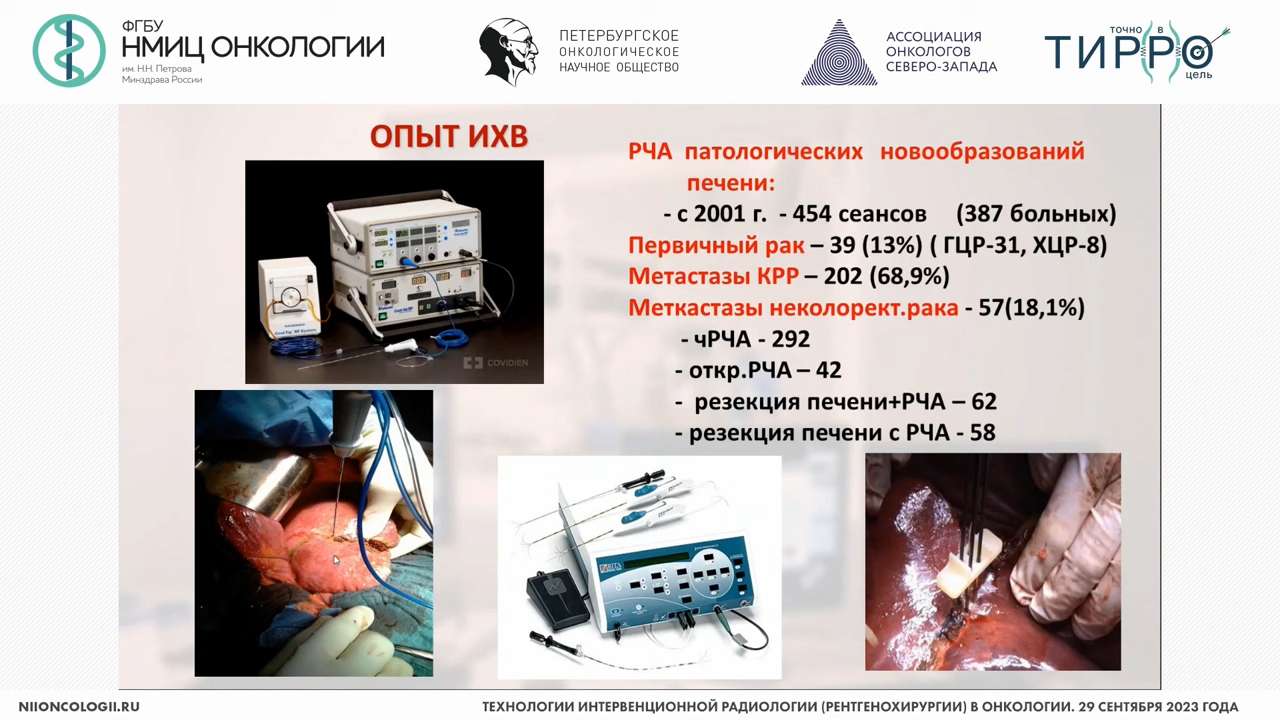 ФГБУ
НМИЦ ОНКОЛОГИИ
им. Н.Н. Петрова
Минздрава России
ПЕТЕРБУРГСКОЕ
ОНКОЛОГИЧЕСКОЕ
НАУЧНОЕ ОБЩЕСТВО
АССОЦИАЦИЯ
ОНКОЛОГОВ
СЕВЕРО-ЗАПАДА
ТОЧНО В
ТИРРО
цель
ОПЫТ ИХВ
РЧА патологических новообразований
печени:
- с 2001 г. - 454 сеансов (387 больных)
Первичный рак – 39 (13%) ( ГЦР-31, ХЦР-8)
Метастазы КРР – 202 (68,9%)
Меткастазы неколорект.рака - 57(18,1%)
- чРЧА - 292
- откр.РЧА – 42
- резекция печени+РЧА – 62
- резекция печени с РЧА - 58
COVIDIEN
RITA
NIIONCOLOGII.RU
ТЕХНОЛОГИИ ИНТЕРВЕНЦИОННОЙ РАДИОЛОГИИ (РЕНТГЕНОХИРУРГИИ) В ОНКОЛОГИИ. 29 СЕНТЯБРЯ 2023 ГОДА